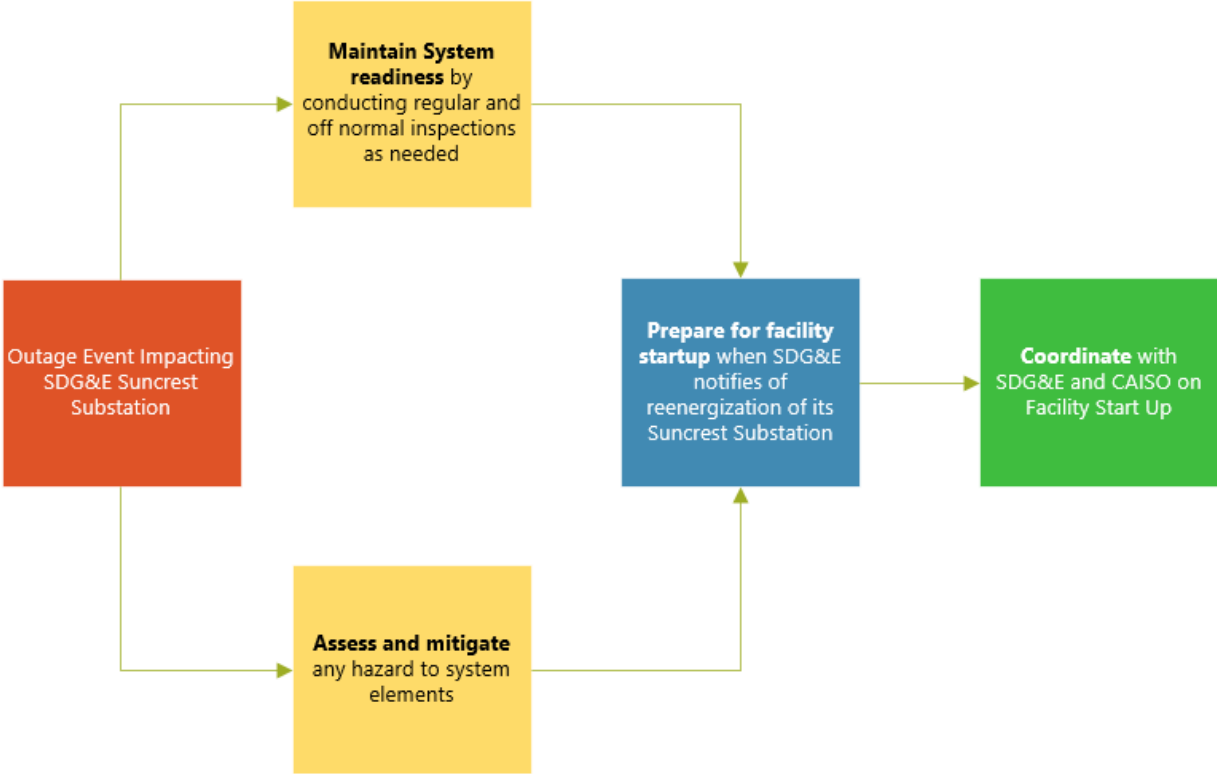 Maintain System
readiness by
conducting regular and
off normal inspections
as needed
Outage Event Impacting
SDG&E Suncrest
Substation
Prepare for facility
startup when SDG&E
notifies of
reenergization of its
Suncrest Substation
Coordinate with
SDG&E and CAISO on
Facility Start Up
Assess and mitigate
any hazard to system
elements